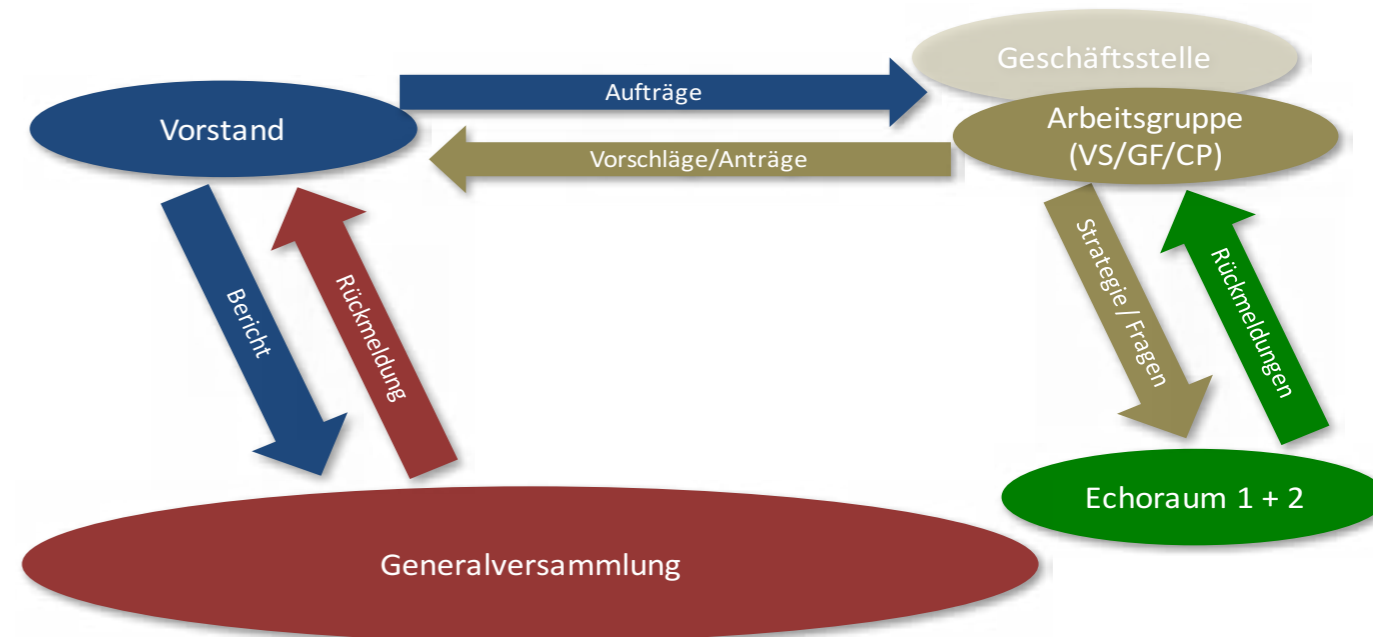 Geschäftsstelle
Aufträge
Vorstand
Arbeitsgruppe
(VS/GF/CP)
Vorschläge/Anträge
Bericht
Rückmeldung
Strategie / Fragen
Rückmeldungen
Echoraum 1 + 2
Generalversammlung